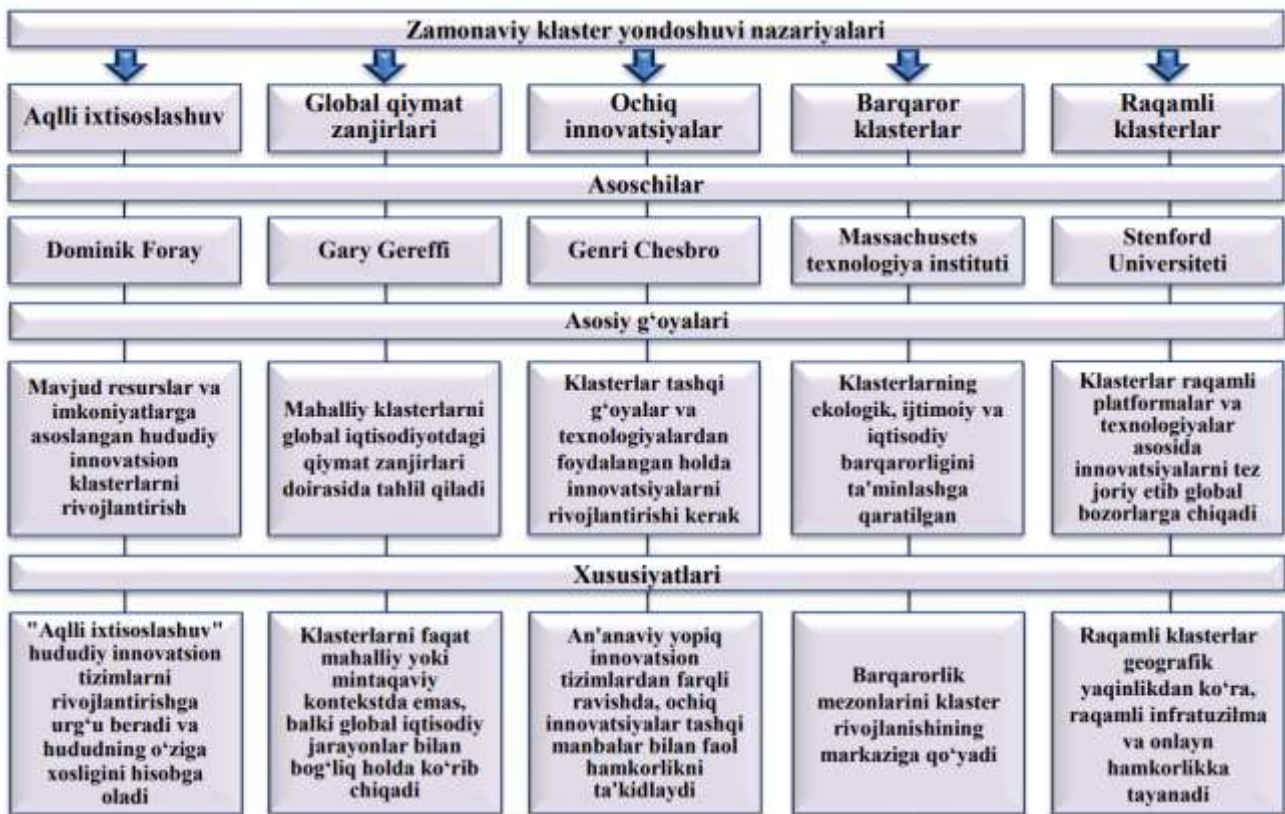 Zamonaviy klaster yondoshuvi nazariyalari
Aqlli ixtisoslashuv
Global qiymat
zanjirlari
Ochiq
innovatsiyalar
Barqaror
klasterlar
Raqamli
klasterlar
Asoschilar
Dominik Foray
Gary Gereffi
Genri Chesbro
Massachusets
texnologiya instituti
Stenford
Universiteti
Asosiy g‘oyalari
Mavjud resurslar va
imkoniyatlarga
asoslangan hududiy
innovatsion
klasterlarni
rivojlantirish
Mahalliy klasterlarni
global iqtisodiyotdagi
qiymat zanjirlari
doirasida tahlil qiladi
Klasterlar tashqi
g‘oyalar va
texnologiyalardan
foydalangan holda
innovatsiyalarni
rivojlantirishi kerak
Klasterlarning
ekologik, ijtimoiy va
iqtisodiy
barqarorligini
ta'minlashga
qaratilgan
Klasterlar raqamli
platformalar va
texnologiyalar
asosida
innovatsiyalarni tez
joriy etib global
bozorlarga chiqadi
Xususiyatlari
"Aqlli ixtisoslashuv"
hududiy innovatsion
tizimlarni
rivojlantirishga
urg‘u beradi va
hududning o‘ziga
xosligini hisobga
oladi
Klasterlarni faqat
mahalliy yoki
mintaqaviy
kontekstda emas,
balki global iqtisodiy
jarayonlar bilan
bog‘liq holda ko‘rib
chiqadi
An'anaviy yopiq
innovatsion
tizimlardan farqli
ravishda, ochiq
innovatsiyalar tashqi
manbalar bilan faol
hamkorlikni
ta'kidlaydi
Barqarorlik
mezonlarini klaster
rivojlanishining
markaziga qo‘yadi
Raqamli klasterlar
geografik
yaqinlikdan ko‘ra,
raqamli infratuzilma
va onlayn
hamkorlikka
tayanadi